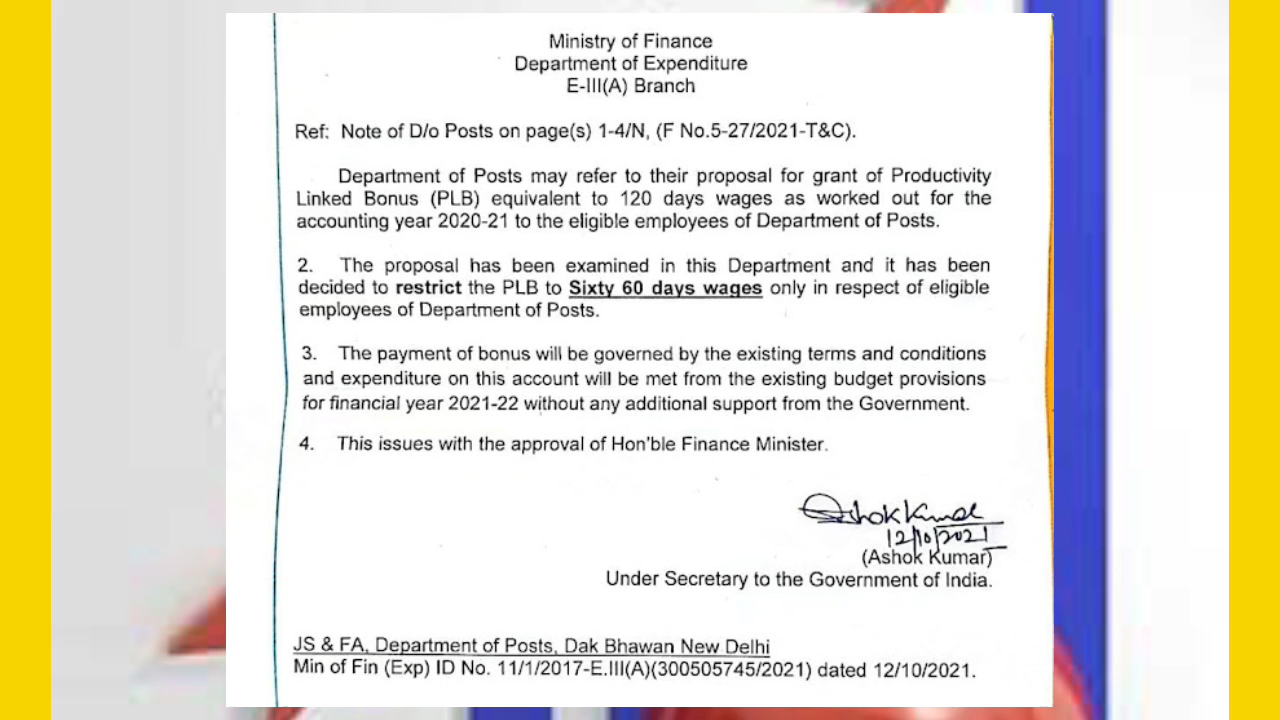 Ministry of Finance
Department of Expenditure
E-III(A) Branch
Ref: Note of D/o Posts on page(s) 1-4/N, (F No.5-27/2021-T&C).
Department of Posts may refer to their proposal for grant of Productivity
Linked Bonus (PLB) equivalent to 120 days wages as worked out for the
accounting year 2020-21 to the eligible employees of Department of Posts.
2. The proposal has been examined in this Department and it has been
decided to restrict the PLB to Sixty 60 days wages only in respect of eligible
employees of Department of Posts.
3. The payment of bonus will be governed by the existing terms and conditions
and expenditure on this account will be met from the existing budget provisions
for financial year 2021-22 without any additional support from the Government.
4. This issues with the approval of Hon'ble Finance Minister.
Ashok Kumar
12/10/2021
(Ashok Kumar)
Under Secretary to the Government of India.
JS & FA, Department of Posts, Dak Bhawan New Delhi
Min of Fin (Exp) ID No. 11/1/2017-E.III(A)(300505745/2021) dated 12/10/2021.